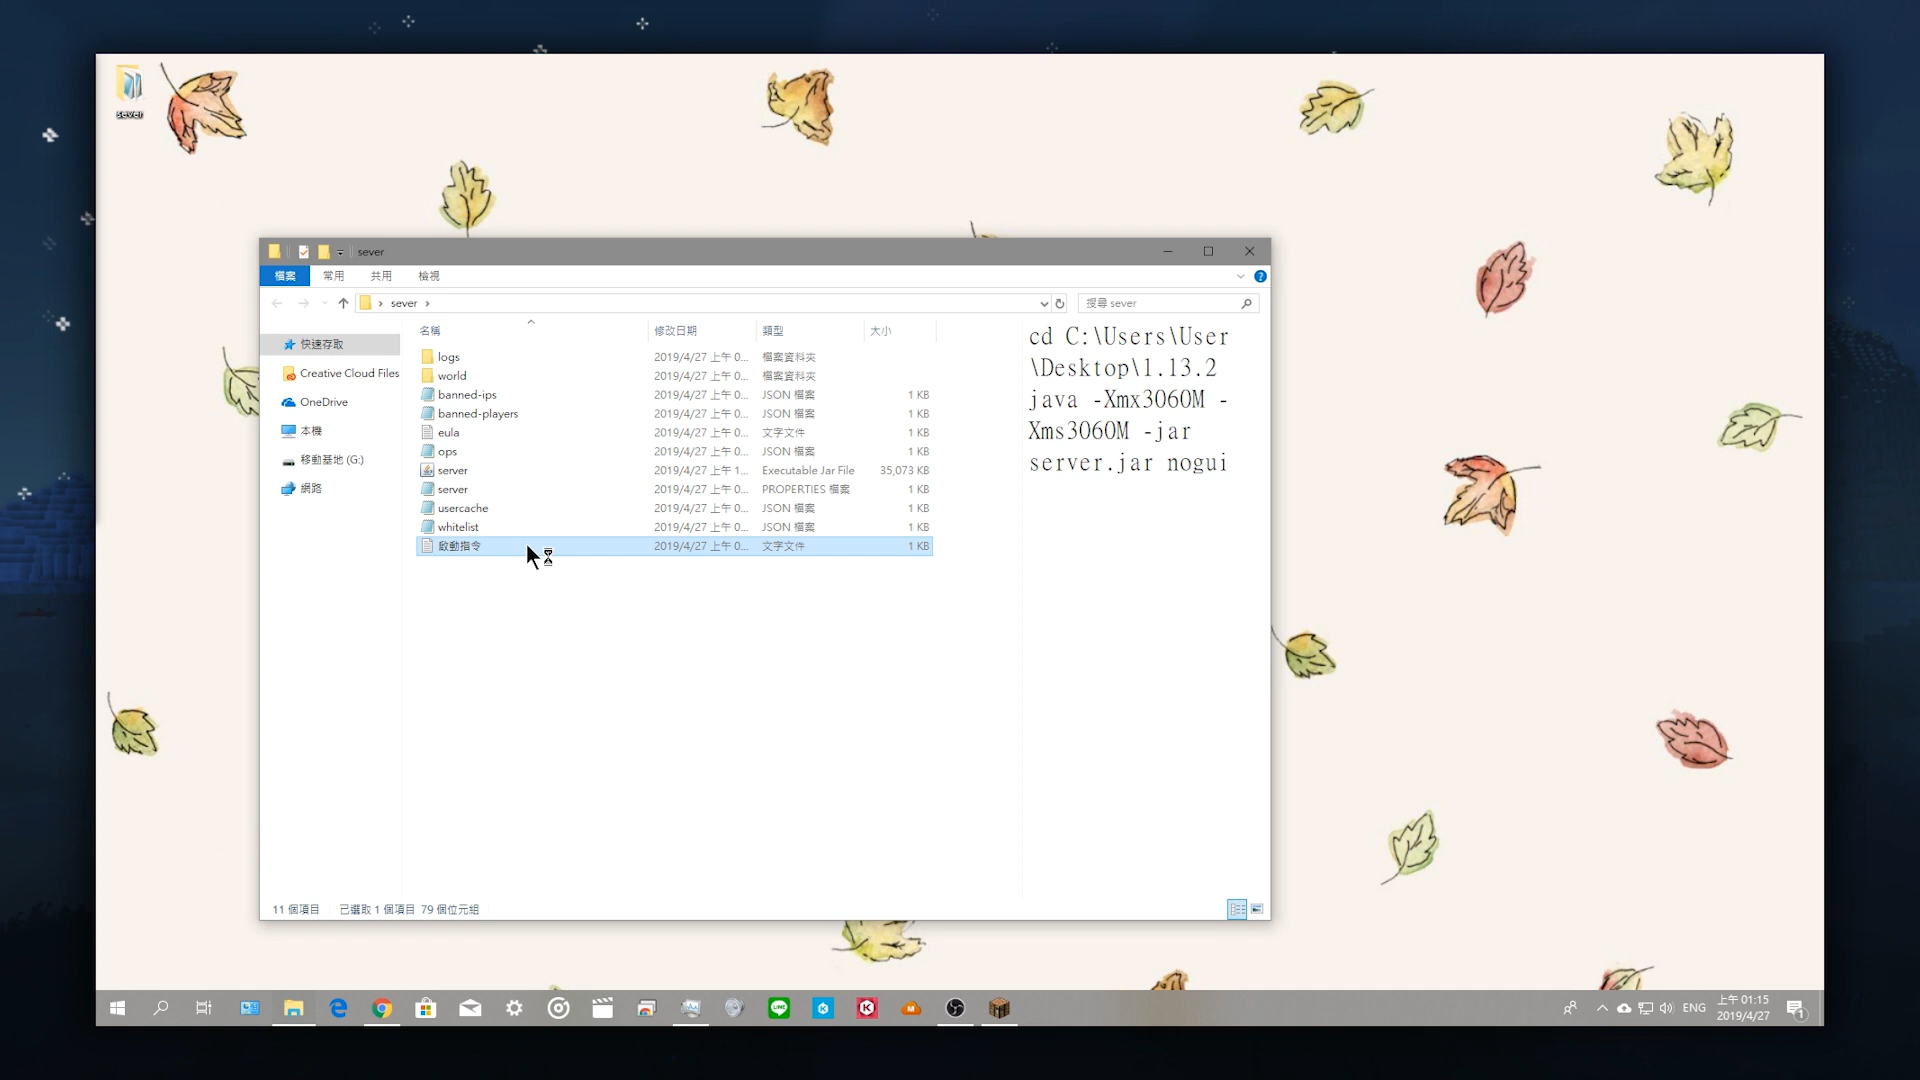 sever
sever
檔案 常用 共用 檢視
sever
搜尋 sever
快速存取
Creative Cloud Files
OneDrive
本機
移動基地 (G:)
網路
名稱 修改日期 類型 大小
logs 2019/4/27 上午 0... 檔案資料夾
world 2019/4/27 上午 0... 檔案資料夾
banned-ips 2019/4/27 上午 0... JSON 檔案 1 KB
banned-players 2019/4/27 上午 0... JSON 檔案 1 KB
eula 2019/4/27 上午 0... 文字文件 1 KB
ops 2019/4/27 上午 0... JSON 檔案 1 KB
server 2019/4/27 上午 1... Executable Jar File 35,073 KB
server 2019/4/27 上午 0... PROPERTIES 檔案 1 KB
usercache 2019/4/27 上午 0... JSON 檔案 1 KB
whitelist 2019/4/27 上午 0... JSON 檔案 1 KB
啟動指令 2019/4/27 上午 0... 文字文件 1 KB
cd C:\Users\User
\Desktop\1.13.2
java -Xmx3060M -
Xms3060M -jar
server.jar nogui
11 個項目 已選取 1 個項目 79 個位元組
LINE
ENG
上午 01:15
2019/4/27
1